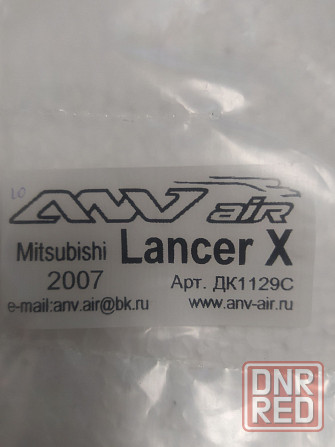 10
ANV air
Mitsubishi Lancer X
2007 Арт. ДК1129С
e-mail:anv.air@bk.ru www.anv-air.ru
DNR
RED